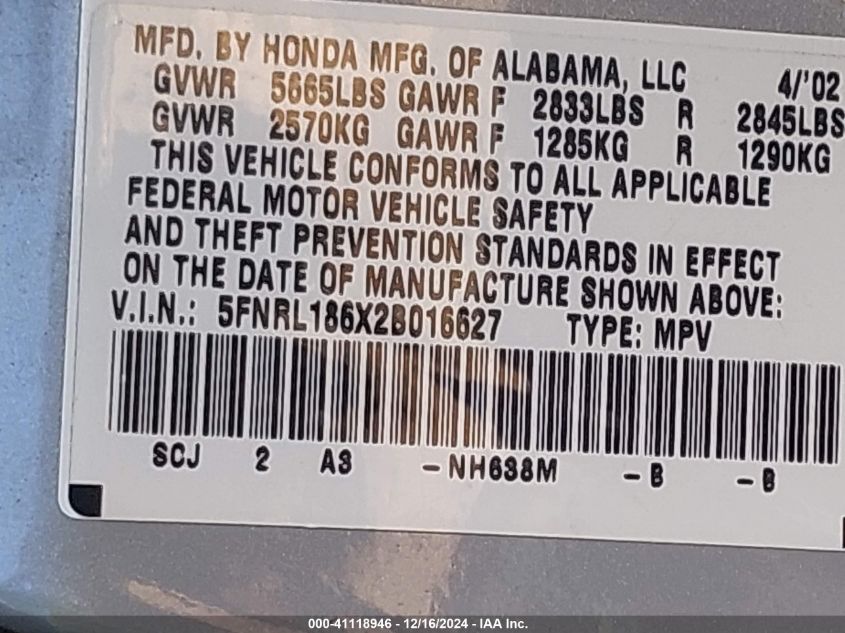 MFD. BY HONDA MFG. OF ALABAMA, LLC 4/'02
GVWR 5665LBS GAWR F 2833LBS R 2845LBS
GVWR 2570KG GAWR F 1285KG R 1290KG
THIS VEHICLE CONFORMS TO ALL APPLICABLE
FEDERAL MOTOR VEHICLE SAFETY
AND THEFT PREVENTION STANDARDS IN EFFECT
ON THE DATE OF MANUFACTURE SHOWN ABOVE:
V.I.N.: 5FNRL186X2B016627 TYPE: MPV
SCJ 2 A3 -NH638M -B -B
000-41118946 - 12/16/2024 - IAA Inc.